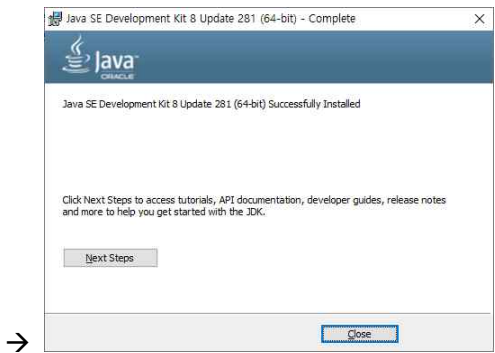 Java SE Development Kit 8 Update 281 (64-bit) - Complete
Java
ORACLE
Java SE Development Kit 8 Update 281 (64-bit) Successfully Installed
Click Next Steps to access tutorials, API documentation, developer guides, release notes
and more to help you get started with the JDK.
Next Steps
→
Close